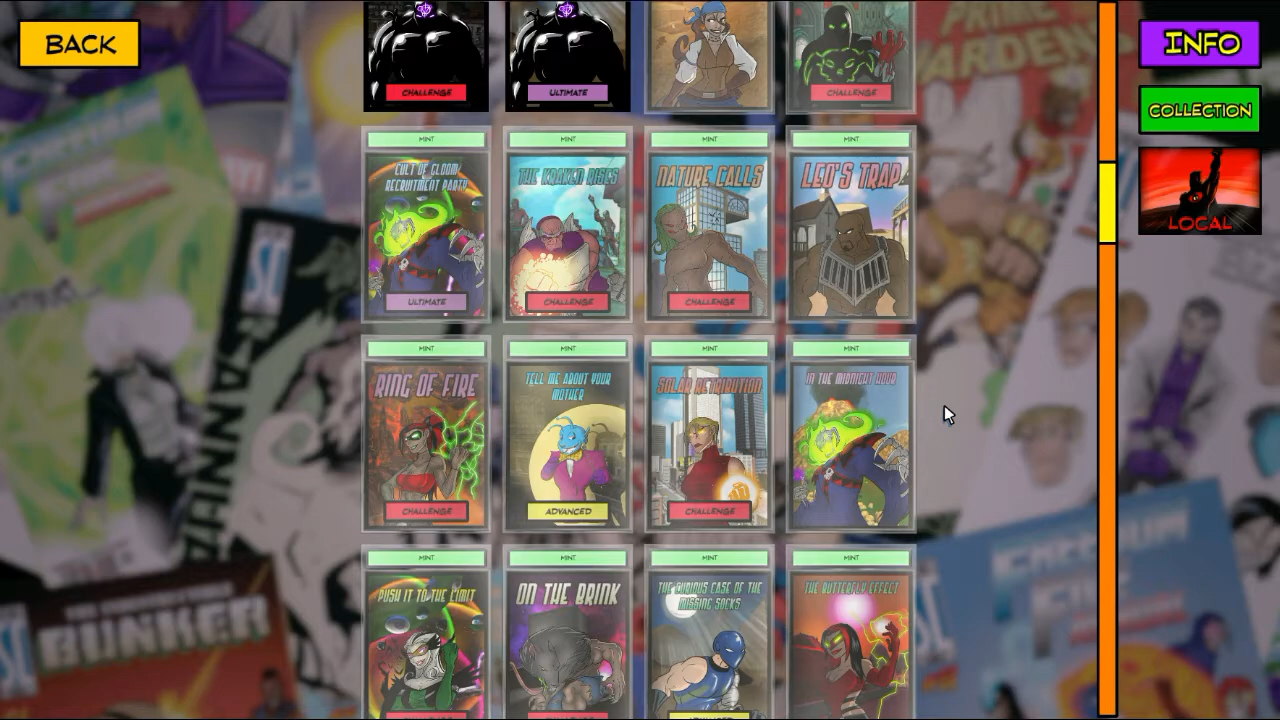 BACK
INFO
COLLECTION
LOCAL
CHALLENGE
ULTIMATE
CHALLENGE
MINT
MINT
MINT
MINT
CULT OF GLOOM
RECRUITMENT PARTY
THE KRAKEN RISES
NATURE CALLS
LEO'S TRAP
ULTIMATE
CHALLENGE
CHALLENGE
MINT
MINT
MINT
MINT
RING OF FIRE
TELL ME ABOUT YOUR
MOTHER
SOLAR RETRIBUTION
IN THE MIDNIGHT HOUR
CHALLENGE
ADVANCED
CHALLENGE
MINT
MINT
MINT
MINT
PUSH IT TO THE LIMIT
ON THE BRINK
THE CURIOUS CASE OF THE
MISSING SOCKS
THE BUTTERFLY EFFECT
PRIME
WARDENS
BUNKER